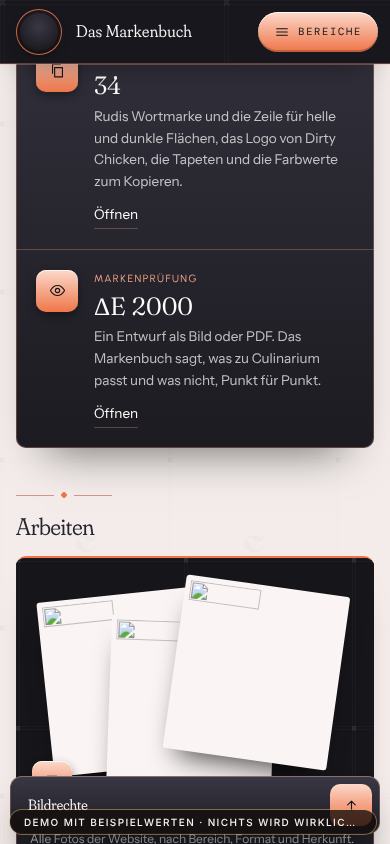 Das Markenbuch
BEREICHE
34
Rudis Wortmarke und die Zeile für helle
und dunkle Flächen, das Logo von Dirty
Chicken, die Tapeten und die Farbwerte
zum Kopieren.
Öffnen
MARKENPRÜFUNG
ΔE 2000
Ein Entwurf als Bild oder PDF. Das
Markenbuch sagt, was zu Culinarium
passt und was nicht, Punkt für Punkt.
Öffnen
Arbeiten
Bildrechte
DEMO MIT BEISPIELWERTEN · NICHTS WIRD WIRKLIC…
Alle Fotos der Website, nach Bereich, Format und Herkunft.